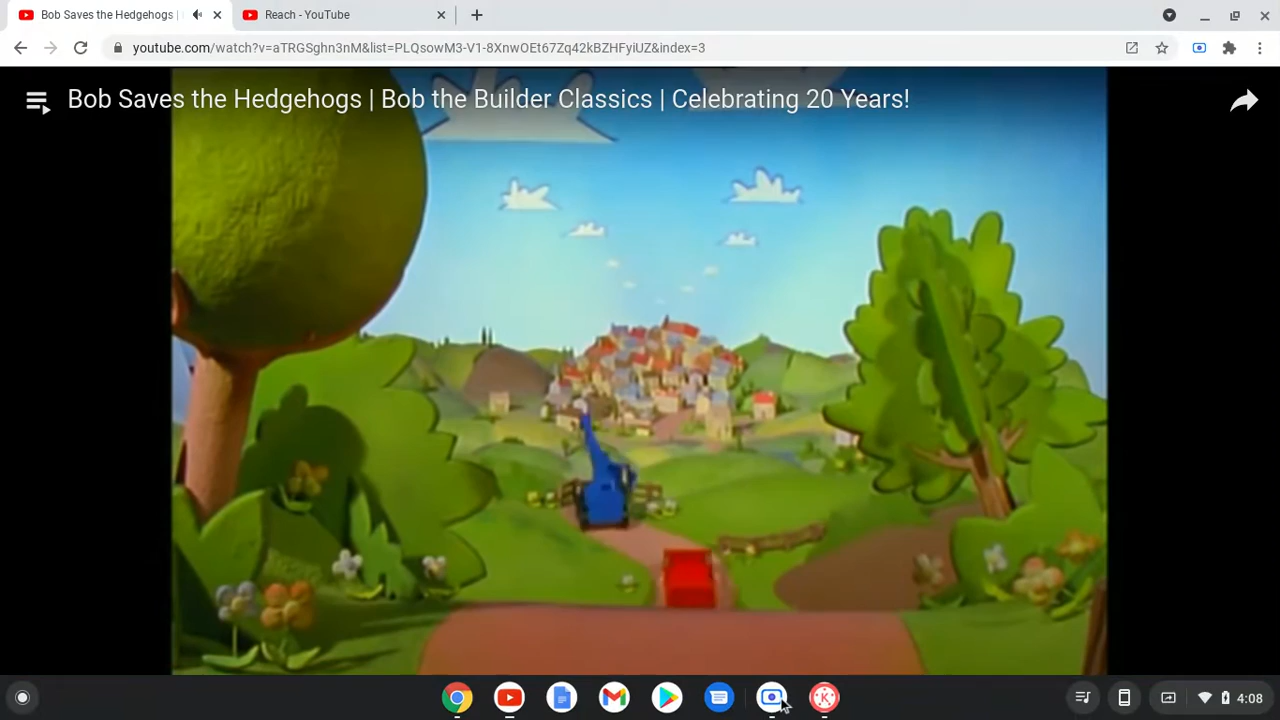 Bob Saves the Hedgehogs |
Reach - YouTube
youtube.com/watch?v=aTRGSghn3nM&list=PLQsowM3-V1-8XnwOEt67Zq42kBZHFyiUZ&index=3
Bob Saves the Hedgehogs | Bob the Builder Classics | Celebrating 20 Years!
4:08